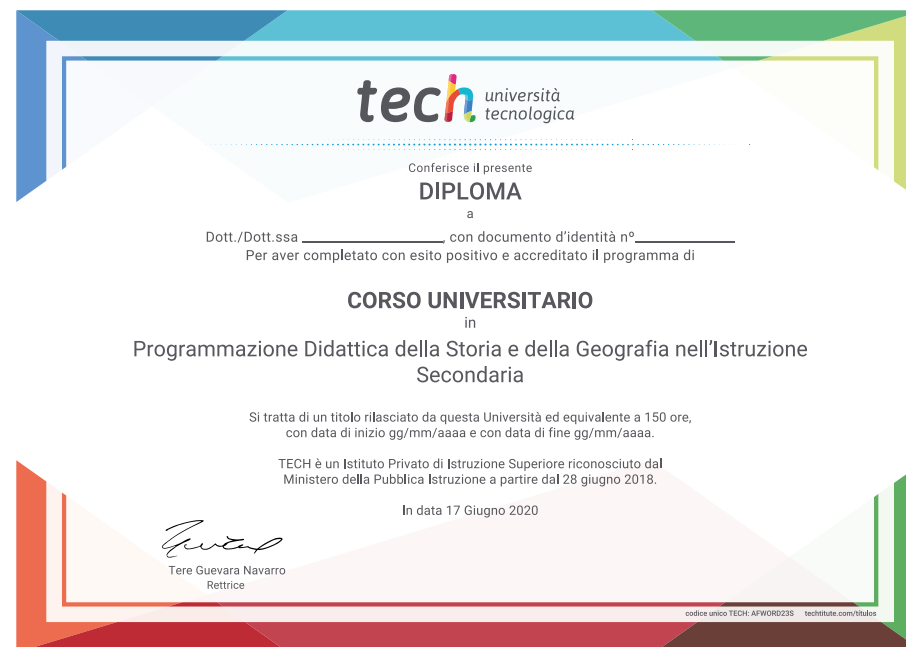 tech università
tecnologica
Conferisce il presente
DIPLOMA
a
Dott./Dott.ssa ____________________, con documento d'identità nº______________
Per aver completato con esito positivo e accreditato il programma di
CORSO UNIVERSITARIO
in
Programmazione Didattica della Storia e della Geografia nell'Istruzione
Secondaria
Si tratta di un titolo rilasciato da questa Università ed equivalente a 150 ore,
con data di inizio gg/mm/aaaa e con data di fine gg/mm/aaaa.
TECH è un Istituto Privato di Istruzione Superiore riconosciuto dal
Ministero della Pubblica Istruzione a partire dal 28 giugno 2018.
In data 17 Giugno 2020
Tere Guevara Navarro
Rettrice
codice unico TECH: AFWORD23S techtitute.com/titulos